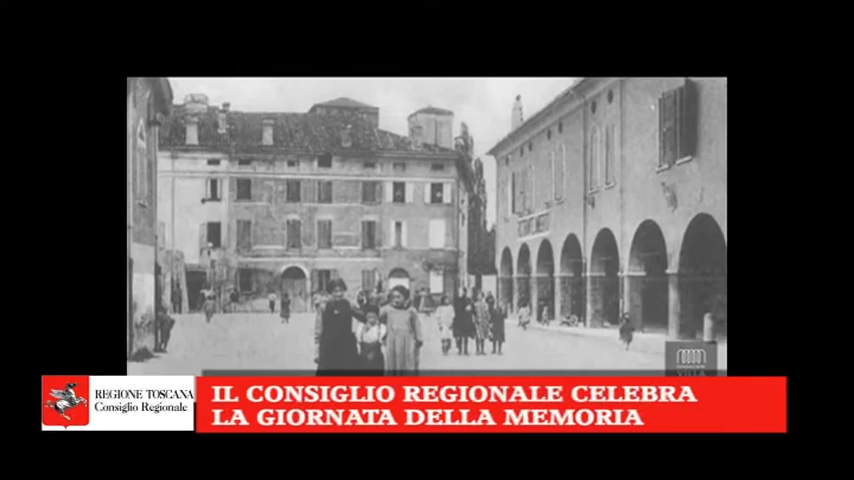 REGIONE TOSCANA
Consiglio Regionale
IL CONSIGLIO REGIONALE CELEBRA
LA GIORNATA DELLA MEMORIA